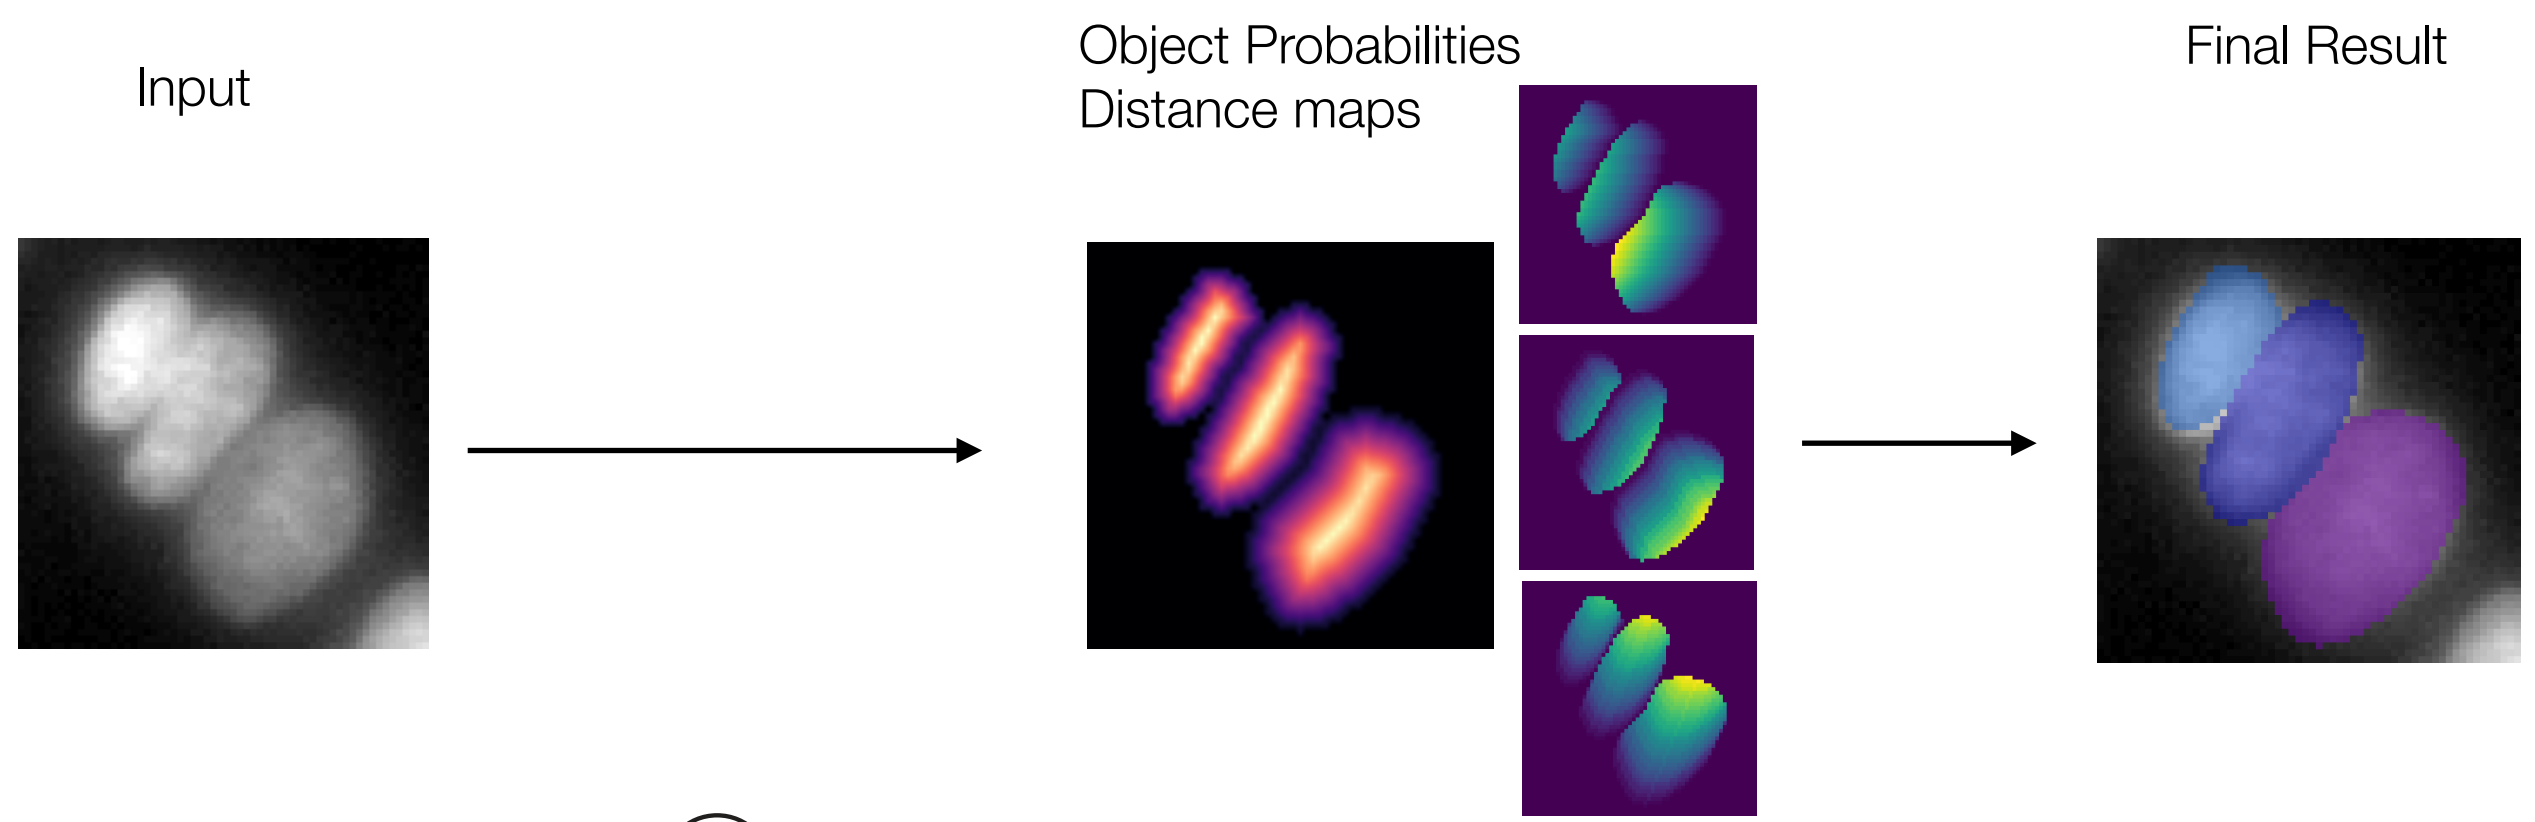 Input
Object Probabilities
Distance maps
Final Result